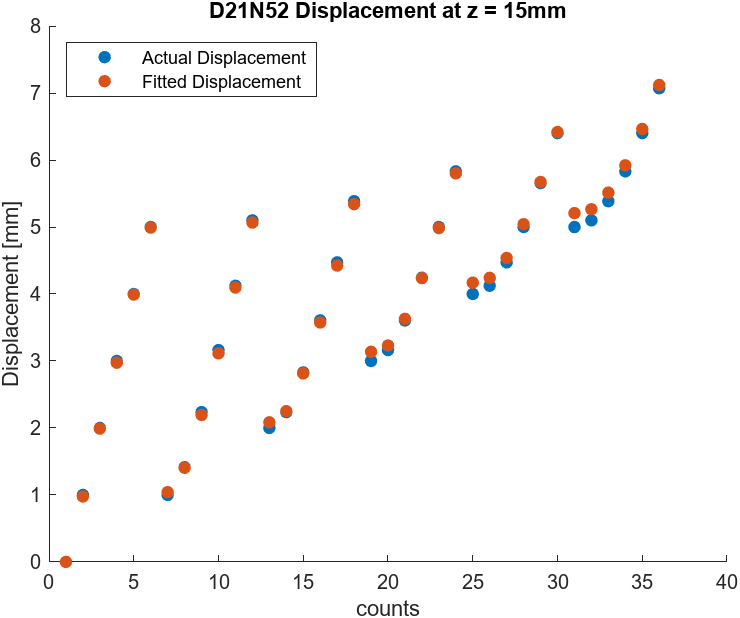 D21N52 Displacement at z = 15mm
Actual Displacement
Fitted Displacement
Displacement [mm]
8
7
6
5
4
3
2
1
0
0 5 10 15 20 25 30 35 40
counts